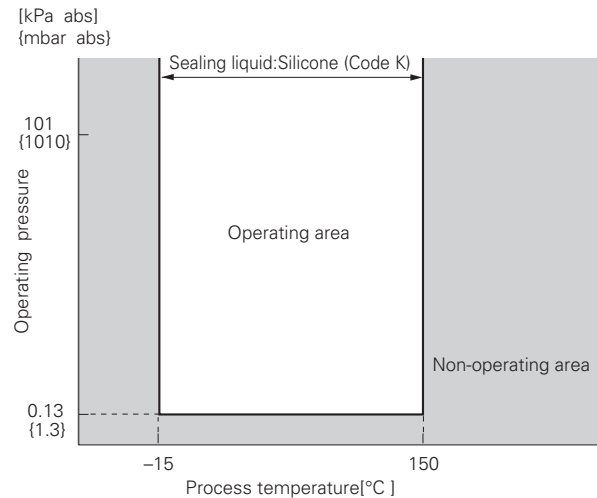 [kPa abs]
{mbar abs}
Sealing liquid:Silicone (Code K)
101
{1010}
Operating pressure
Operating area
Non-operating area
0.13
{1.3}
–15
150
Process temperature[°C ]